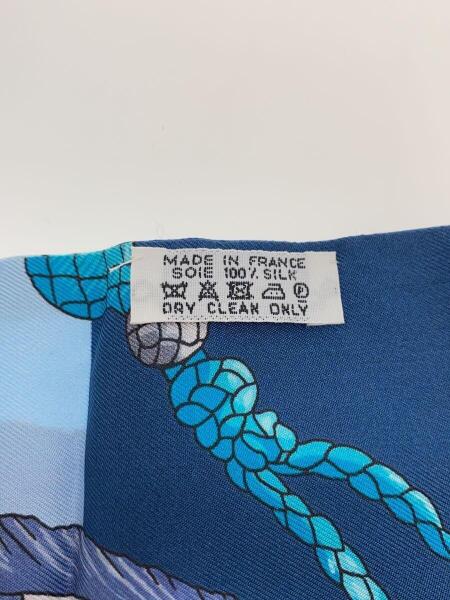 MADE IN FRANCE
SOIE 100% SILK
P
DRY CLEAN ONLY